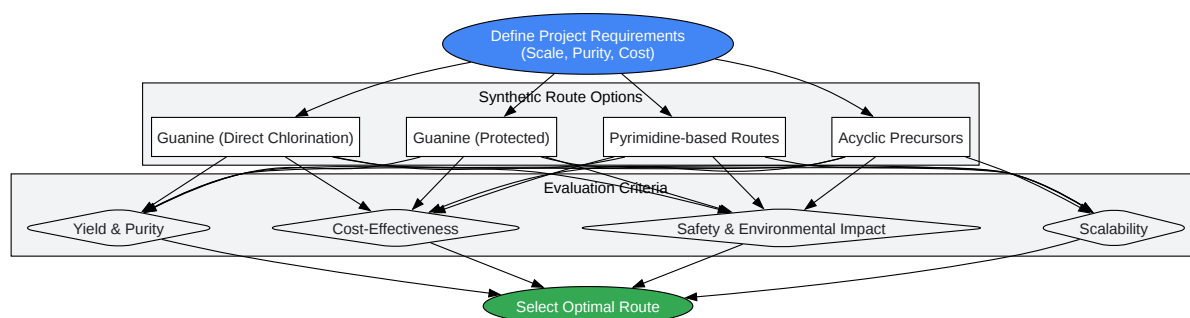 Define Project Requirements
(Scale, Purity, Cost)
Synthetic Route Options
Guanine (Direct Chlorination)
Guanine (Protected)
Pyrimidine-based Routes
Acyclic Precursors
Evaluation Criteria
Yield & Purity
Cost-Effectiveness
Safety & Environmental Impact
Scalability
Select Optimal Route